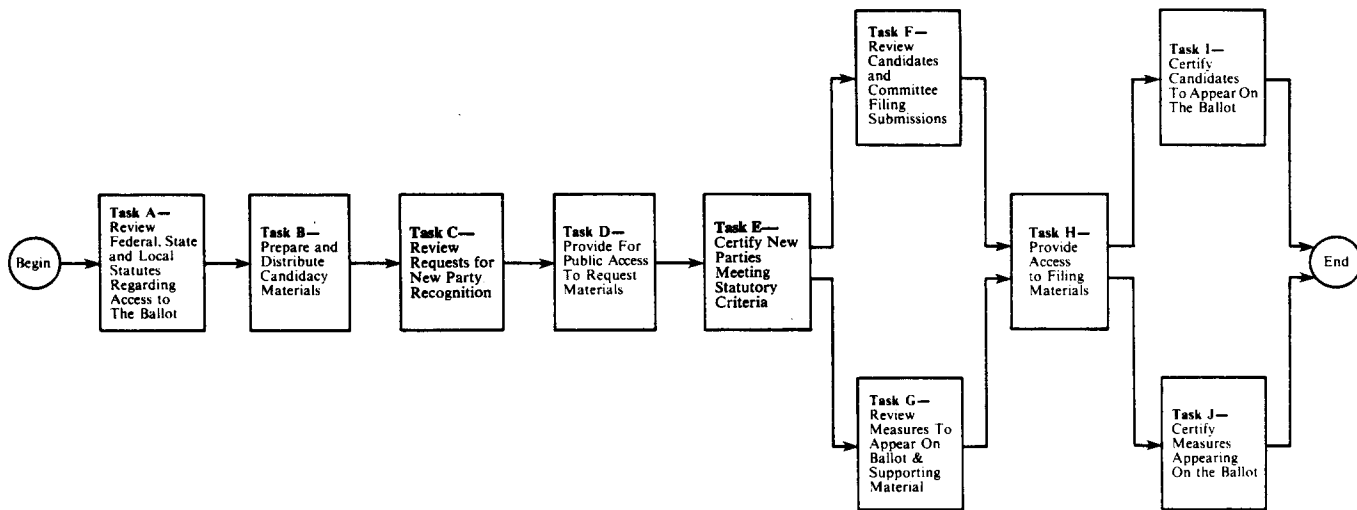 Begin
Task A—
Review
Federal, State
and Local
Statutes
Regarding
Access to
The Ballot
Task B—
Prepare and
Distribute
Candidacy
Materials
Task C—
Review
Requests for
New Party
Recognition
Task D—
Provide For
Public Access
To Request
Materials
Task E—
Certify New
Parties
Meeting
Statutory
Criteria
Task F—
Review
Candidates
and
Committee
Filing
Submissions
Task G—
Review
Measures To
Appear On
Ballot &
Supporting
Material
Task H—
Provide
Access
to Filing
Materials
Task I—
Certify
Candidates
To Appear On
The Ballot
Task J—
Certify
Measures
Appearing
On the Ballot
End